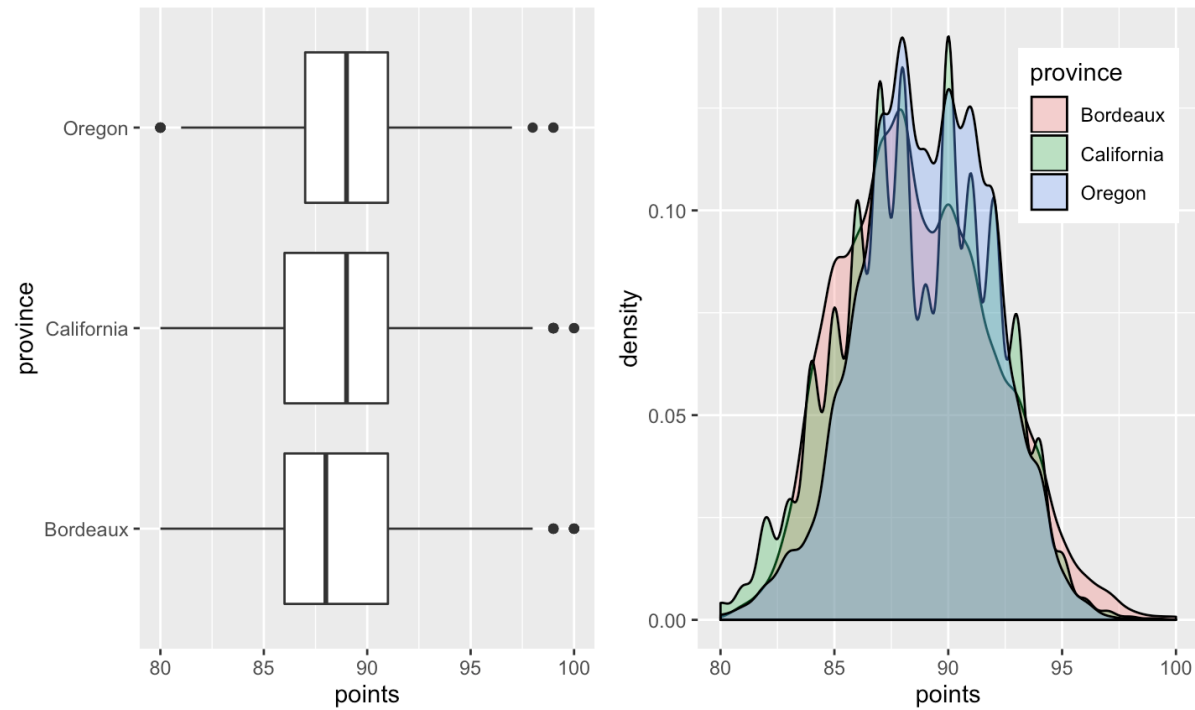 province
Oregon
California
Bordeaux
80 85 90 95 100
points
density
0.10
0.05
0.00
80 85 90 95 100
points
province
Bordeaux
California
Oregon